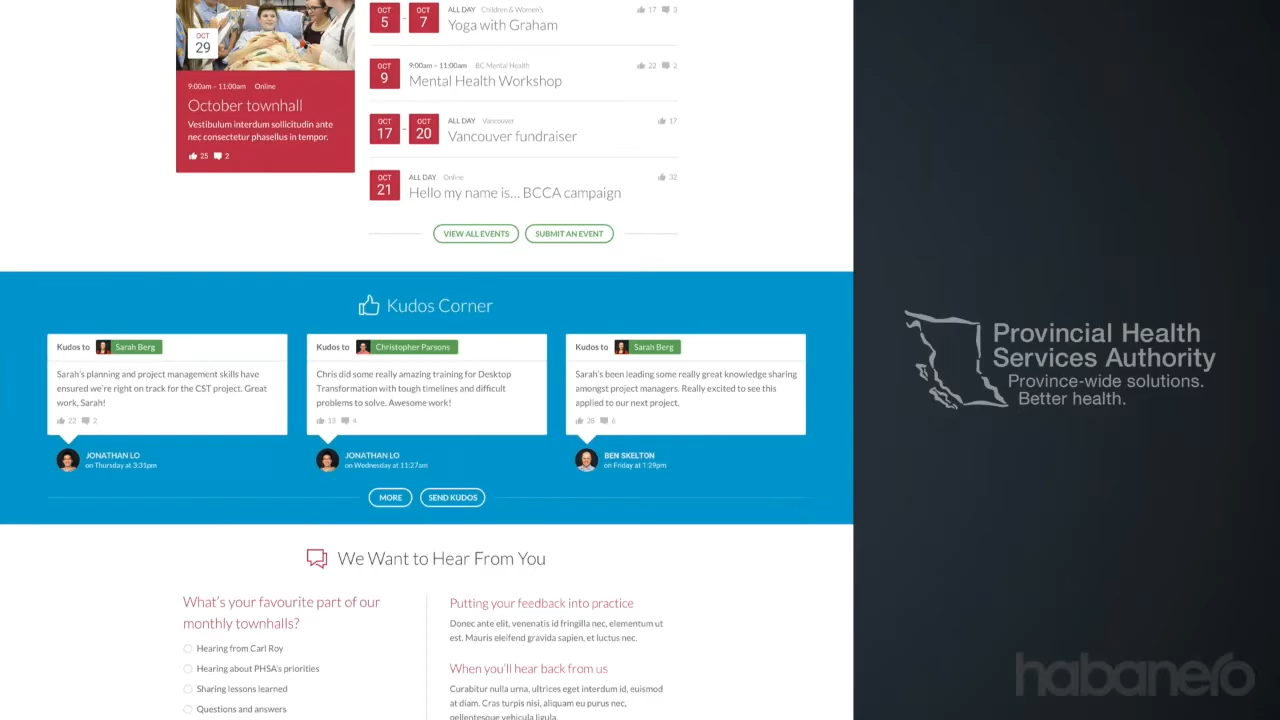 OCT
29
9:00am - 11:00am Online
October townhall
Vestibulum interdum sollicitudin ante
nec consectetur phasellus in tempor.
25 2
OCT
5
-
OCT
7
ALL DAY Children & Women's
Yoga with Graham
17 3
OCT
9
9:00am - 11:00am BC Mental Health
Mental Health Workshop
22 2
OCT
17
-
OCT
20
ALL DAY Vancouver
Vancouver fundraiser
17
OCT
21
ALL DAY Online
Hello my name is... BCCA campaign
32
VIEW ALL EVENTS
SUBMIT AN EVENT
Kudos Corner
Kudos to Sarah Berg
Sarah's planning and project management skills have
ensured we're right on track for the CST project. Great
work, Sarah!
22 2
JONATHAN LO
on Thursday at 3:31pm
Kudos to Christopher Parsons
Chris did some really amazing training for Desktop
Transformation with tough timelines and difficult
problems to solve. Awesome work!
13 4
JONATHAN LO
on Wednesday at 11:27am
Kudos to Sarah Berg
Sarah's been leading some really great knowledge sharing
amongst project managers. Really excited to see this
applied to our next project.
28 6
BEN SKELTON
on Friday at 1:29pm
MORE
SEND KUDOS
We Want to Hear From You
What's your favourite part of our
monthly townhalls?
Hearing from Carl Roy
Hearing about PHSA's priorities
Sharing lessons learned
Questions and answers
Putting your feedback into practice
Donec ante elit, venenatis id fringilla nec, elementum ut
est. Mauris eleifend gravida sapien, et luctus nec.
When you'll hear back from us
Curabitur nulla urna, ultrices eget interdum id, euismod
at diam. Cras turpis nisi, aliquam eu purus nec,
pellentesque vehicula ligula.
Provincial Health
Services Authority
Province-wide solutions.
Better health.
habanero